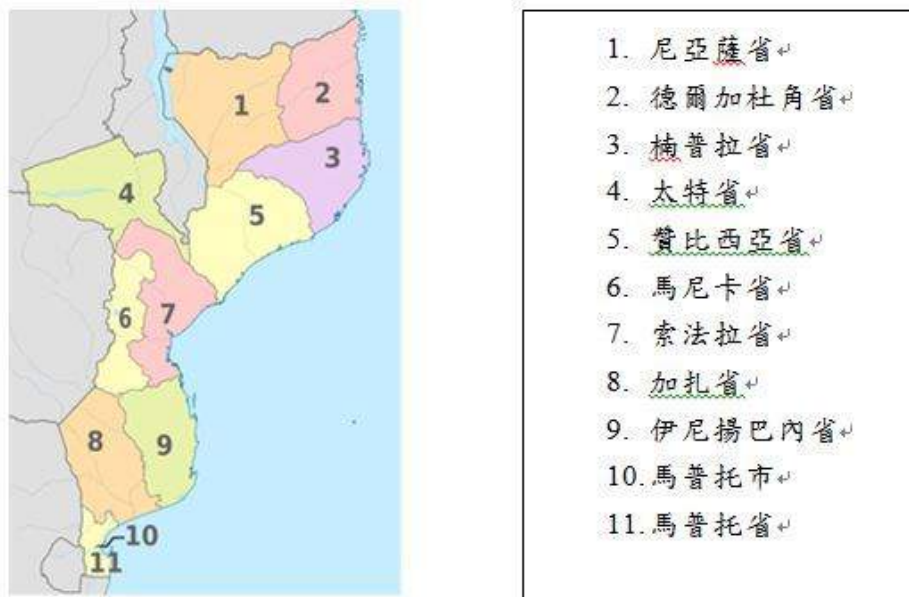 1
2
3
4
5
6
7
8
9
10
11
1. 尼亞薩省
2. 德爾加杜角省
3. 楠普拉省
4. 太特省
5. 贊比西亞省
6. 馬尼卡省
7. 索法拉省
8. 加扎省
9. 伊尼揚巴內省
10.馬普托市
11.馬普托省